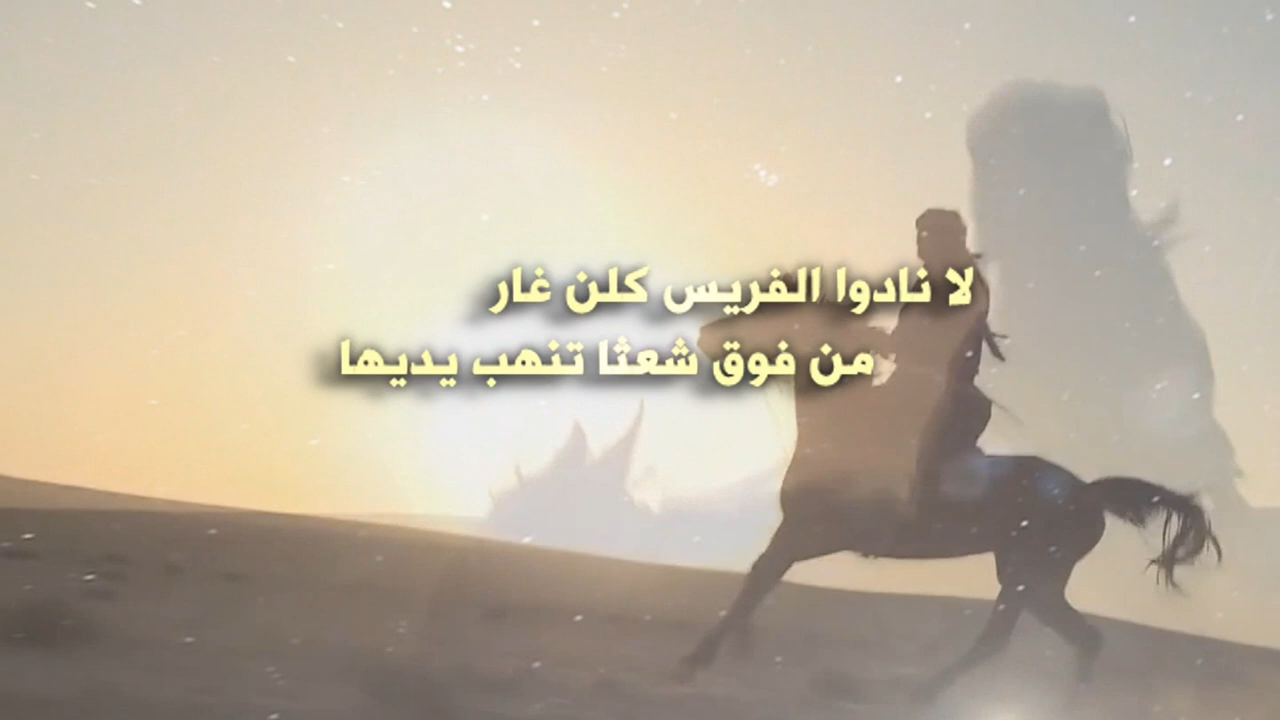 لا نادوا الفريس كلن غار
من فوق شعثا تنهب يديها